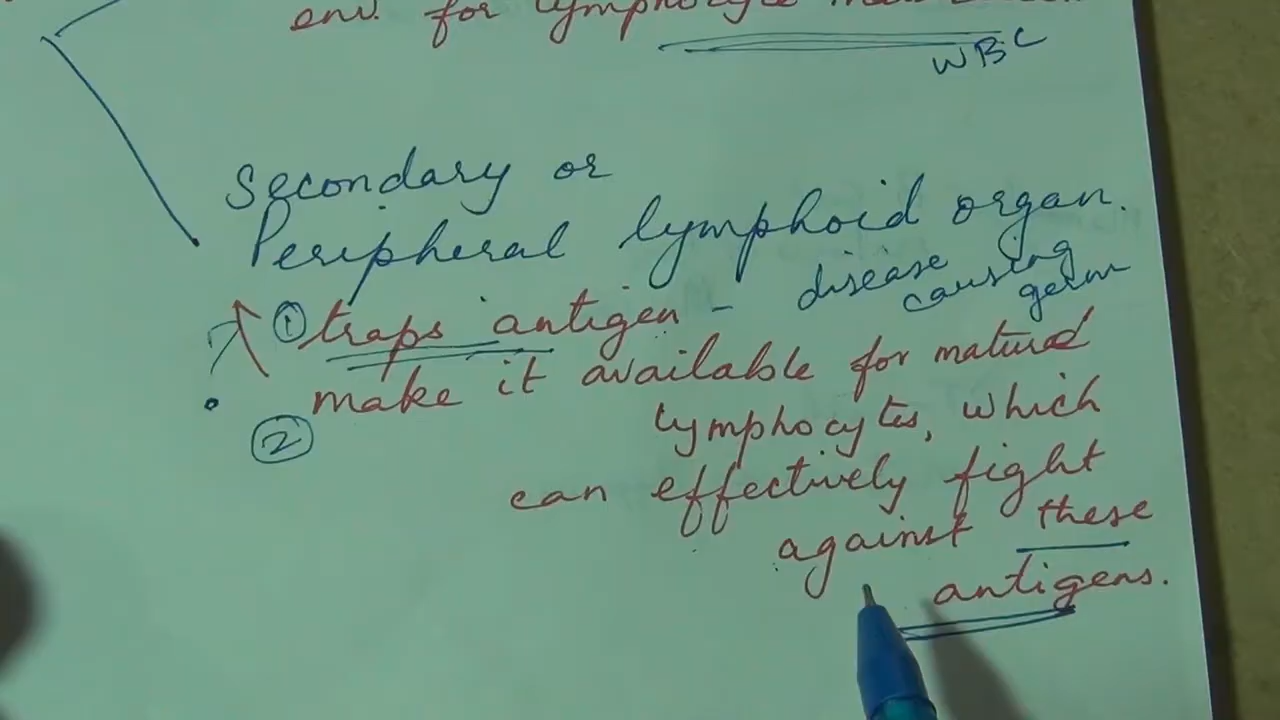 env. for lymphocyte
WBC
Secondary or
Peripheral lymphoid organ.
① traps antigen - disease causing germ
make it available for matured
②
lymphocytes, which
can effectively fight
against these
antigens.